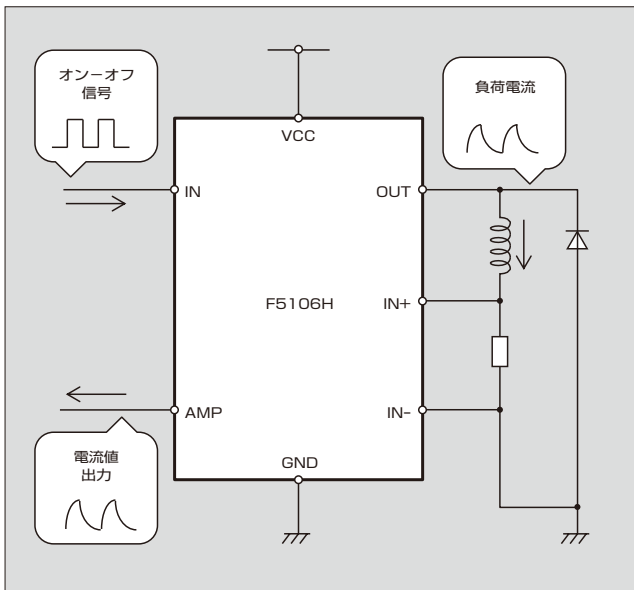 オン－オフ
信号
負荷電流
VCC
IN
OUT
F5106H
IN+
AMP
IN-
電流値
出力
GND